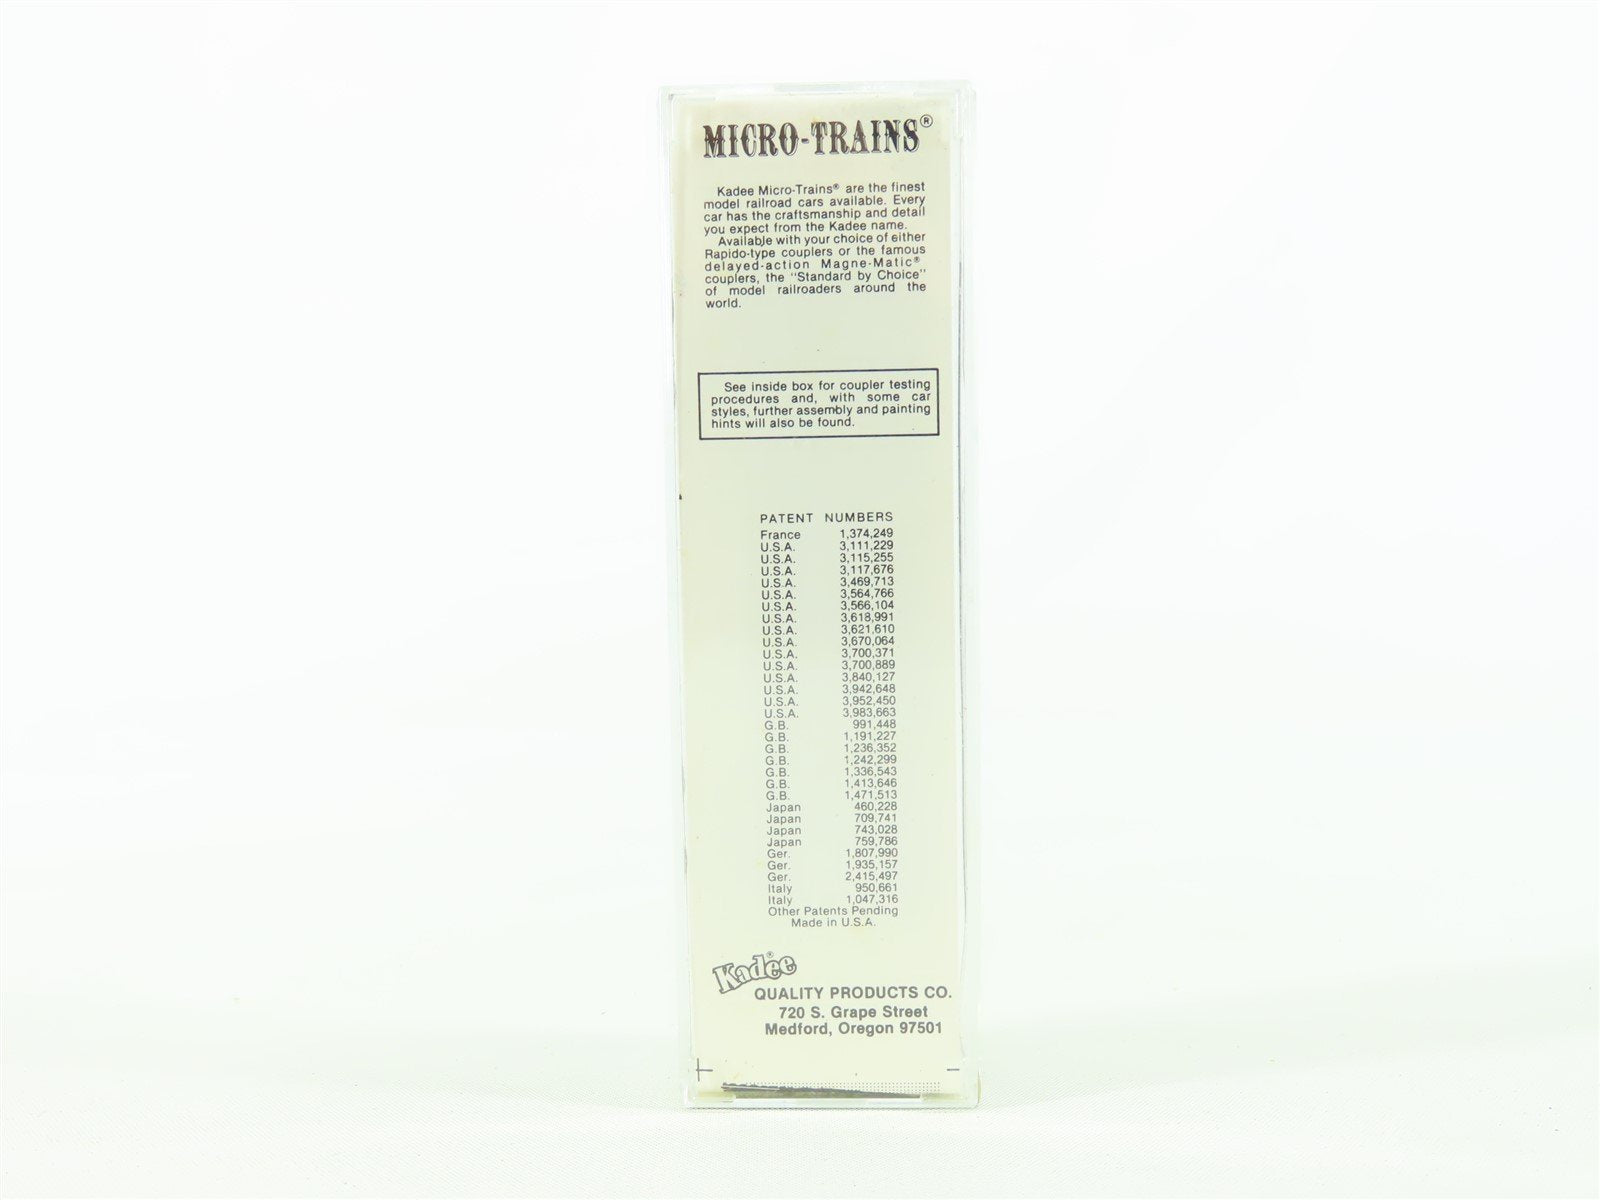 MICRO-TRAINS®
Kadee Micro-Trains® are the finest
model railroad cars available. Every
car has the craftsmanship and detail
you expect from the Kadee name.
Available with your choice of either
Rapido-type couplers or the famous
delayed-action Magne-Matic®
couplers, the "Standard by Choice"
of model railroaders around the
world.
See inside box for coupler testing
procedures and, with some car
styles, further assembly and painting
hints will also be found.
PATENT NUMBERS
France 1,374,249
U.S.A. 3,111,229
U.S.A. 3,115,255
U.S.A. 3,117,676
U.S.A. 3,469,713
U.S.A. 3,564,766
U.S.A. 3,566,104
U.S.A. 3,618,991
U.S.A. 3,621,610
U.S.A. 3,670,064
U.S.A. 3,700,371
U.S.A. 3,700,889
U.S.A. 3,840,127
U.S.A. 3,942,648
U.S.A. 3,952,450
U.S.A. 3,983,663
G.B. 991,448
G.B. 1,191,227
G.B. 1,236,352
G.B. 1,242,299
G.B. 1,336,543
G.B. 1,413,646
G.B. 1,471,513
Japan 460,228
Japan 709,741
Japan 743,028
Japan 759,786
Ger. 1,807,990
Ger. 1,935,157
Ger. 2,415,497
Italy 950,661
Italy 1,047,316
Other Patents Pending
Made in U.S.A.
Kadee®
QUALITY PRODUCTS CO.
720 S. Grape Street
Medford, Oregon 97501